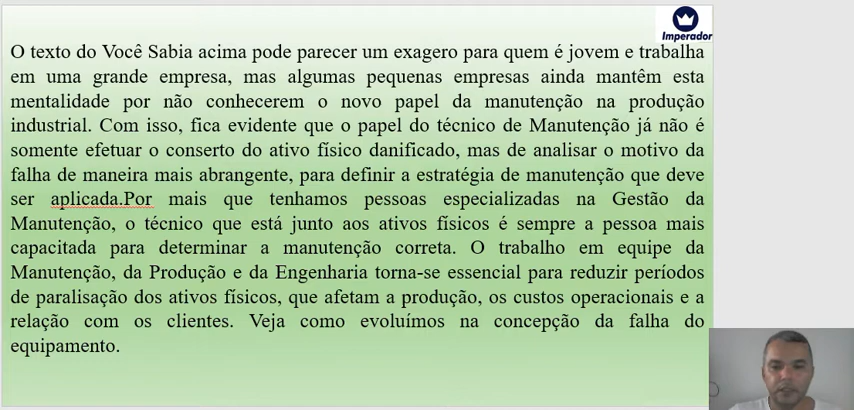 Imperador
O texto do Você Sabia acima pode parecer um exagero para quem é jovem e trabalha
em uma grande empresa, mas algumas pequenas empresas ainda mantêm esta
mentalidade por não conhecerem o novo papel da manutenção na produção
industrial. Com isso, fica evidente que o papel do técnico de Manutenção já não é
somente efetuar o conserto do ativo físico danificado, mas de analisar o motivo da
falha de maneira mais abrangente, para definir a estratégia de manutenção que deve
ser aplicada.Por mais que tenhamos pessoas especializadas na Gestão da
Manutenção, o técnico que está junto aos ativos físicos é sempre a pessoa mais
capacitada para determinar a manutenção correta. O trabalho em equipe da
Manutenção, da Produção e da Engenharia torna-se essencial para reduzir períodos
de paralisação dos ativos físicos, que afetam a produção, os custos operacionais e a
relação com os clientes. Veja como evoluímos na concepção da falha do
equipamento.